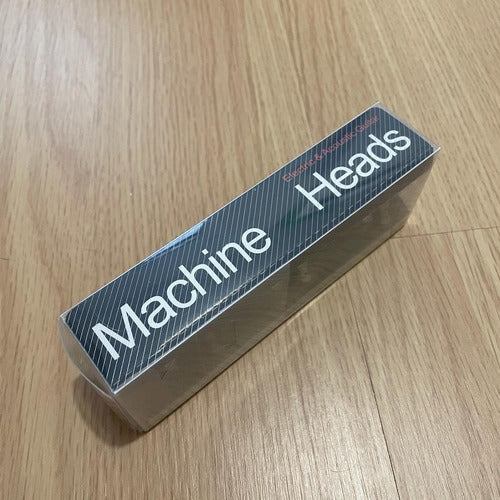 Electric & Acoustic Guitar
Machine Heads